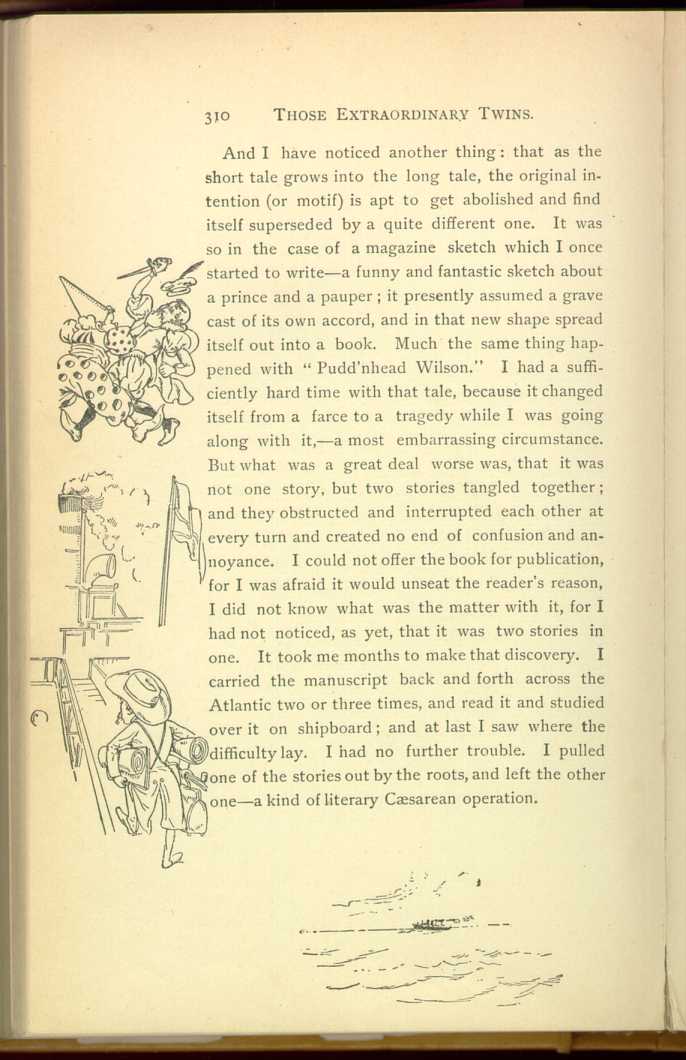 310 THOSE EXTRAORDINARY TWINS.
And I have noticed another thing: that as the
short tale grows into the long tale, the original in-
tention (or motif) is apt to get abolished and find
itself superseded by a quite different one. It was
so in the case of a magazine sketch which I once
started to write—a funny and fantastic sketch about
a prince and a pauper; it presently assumed a grave
cast of its own accord, and in that new shape spread
itself out into a book. Much the same thing hap-
pened with "Pudd'nhead Wilson." I had a suffi-
ciently hard time with that tale, because it changed
itself from a farce to a tragedy while I was going
along with it,—a most embarrassing circumstance.
But what was a great deal worse was, that it was
not one story, but two stories tangled together;
and they obstructed and interrupted each other at
every turn and created no end of confusion and an-
noyance. I could not offer the book for publication,
for I was afraid it would unseat the reader's reason,
I did not know what was the matter with it, for I
had not noticed, as yet, that it was two stories in
one. It took me months to make that discovery. I
carried the manuscript back and forth across the
Atlantic two or three times, and read it and studied
over it on shipboard; and at last I saw where the
difficulty lay. I had no further trouble. I pulled
one of the stories out by the roots, and left the other
one—a kind of literary Cæsarean operation.